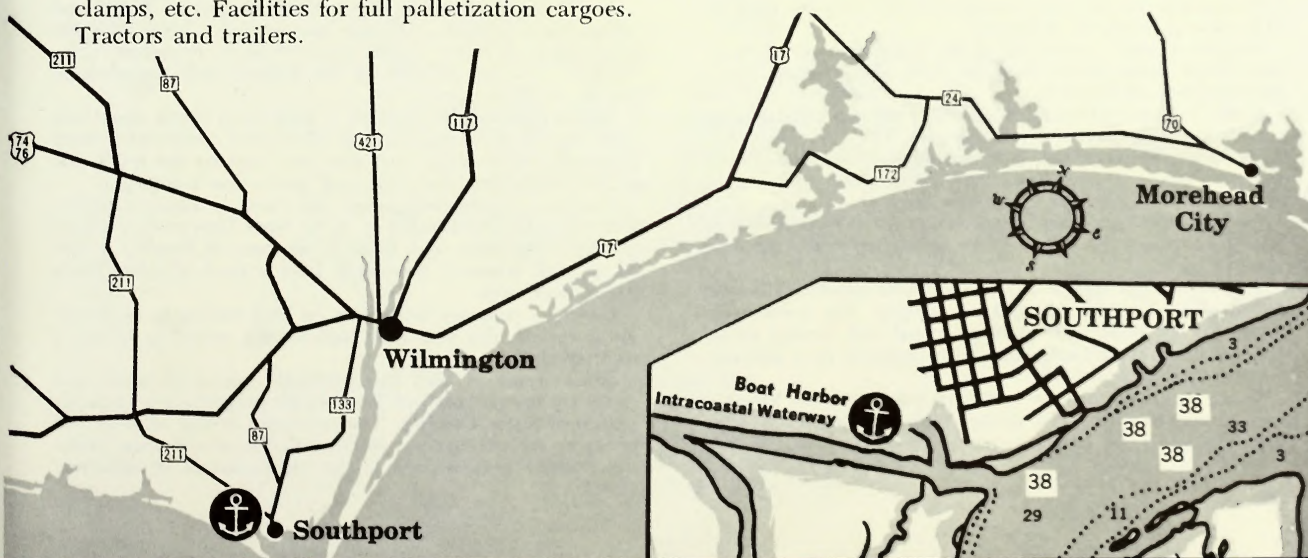 clamps, etc. Facilities for full palletization cargoes.
Tractors and trailers.
211
87
421
117
17
24
70
74
76
172
Morehead
City
N
W
e
s
17
211
Wilmington
133
87
211
Southport
SOUTHPORT
3
Boat Harbor
Intracoastal Waterway
38
38
33
38
3
38
29
11